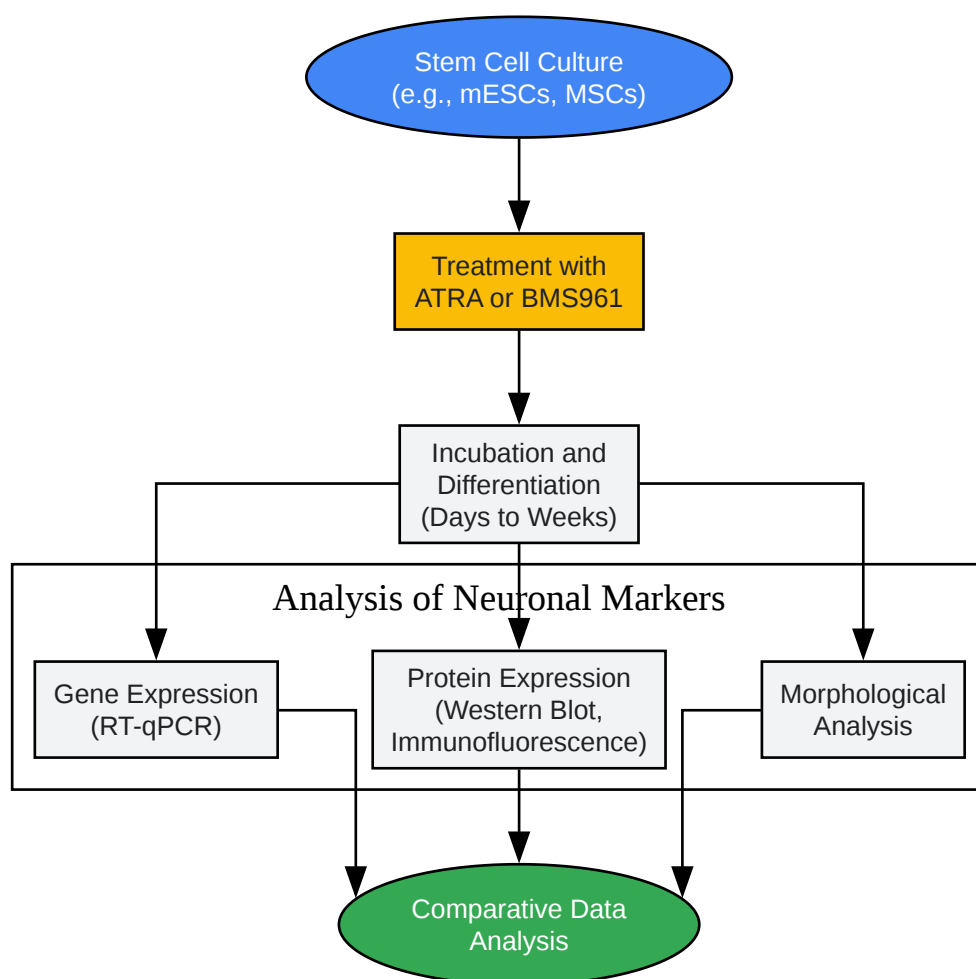 Stem Cell Culture
(e.g., mESCs, MSCs)
Treatment with
ATRA or BMS961
Incubation and
Differentiation
(Days to Weeks)
Analysis of Neuronal Markers
Gene Expression
(RT-qPCR)
Protein Expression
(Western Blot,
Immunofluorescence)
Morphological
Analysis
Comparative Data
Analysis